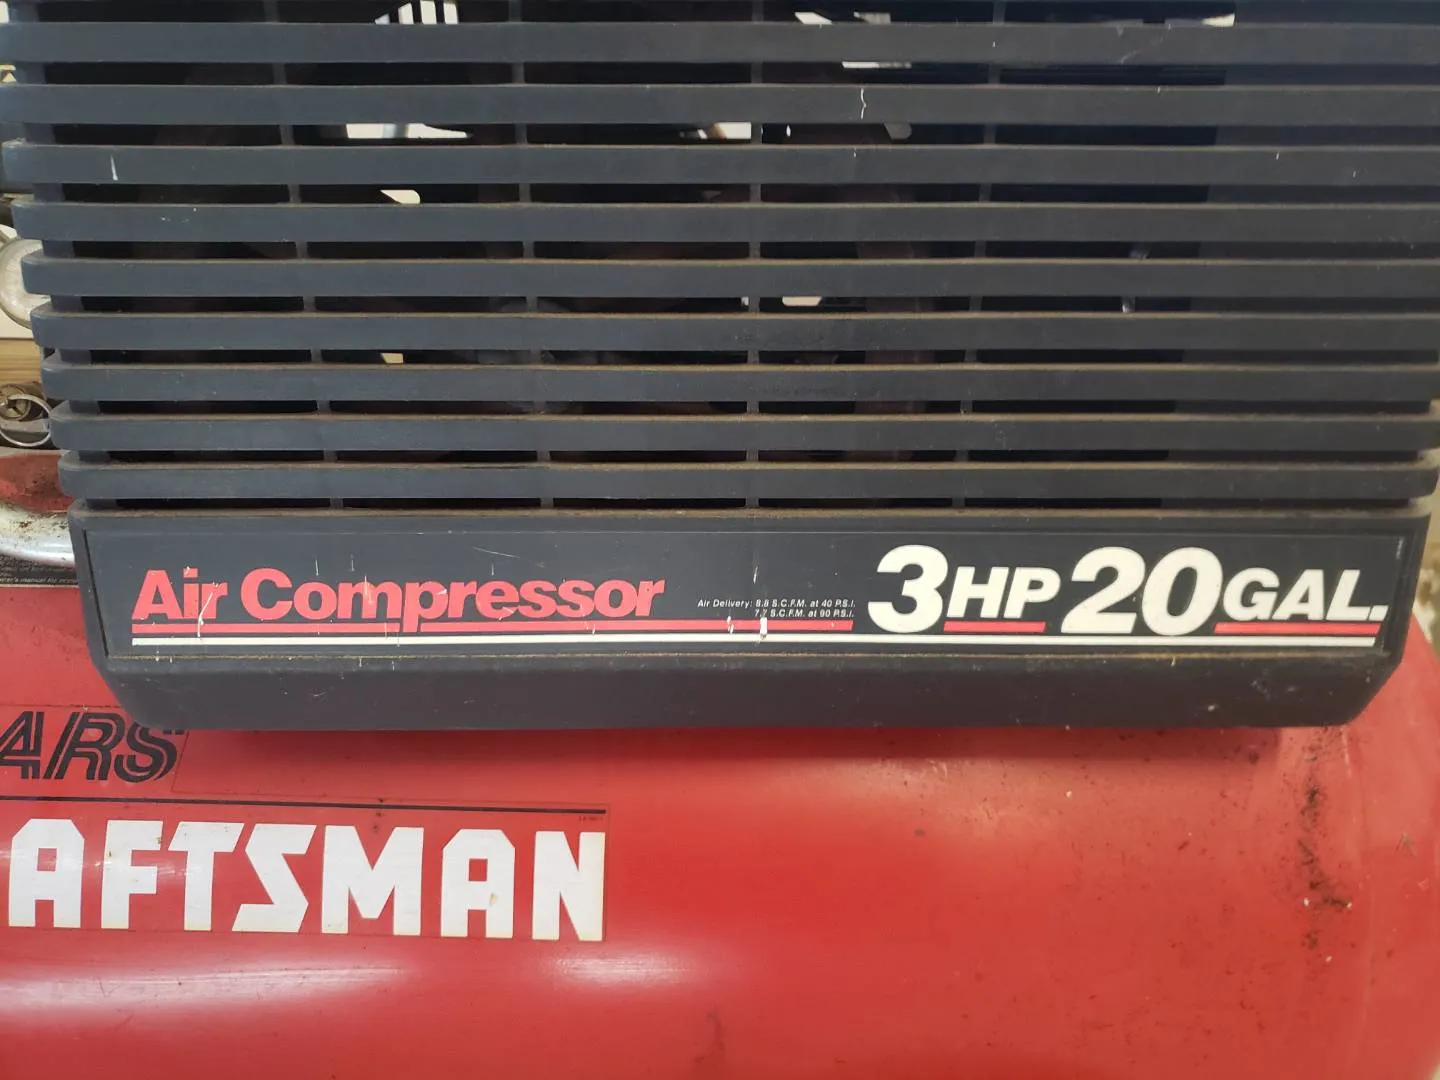 Air Compressor
Air Delivery: 8.8 S.C.F.M. at 40 P.S.I.
7.7 S.C.F.M. at 90 P.S.I.
3HP 20GAL.
ARS
AFTSMAN